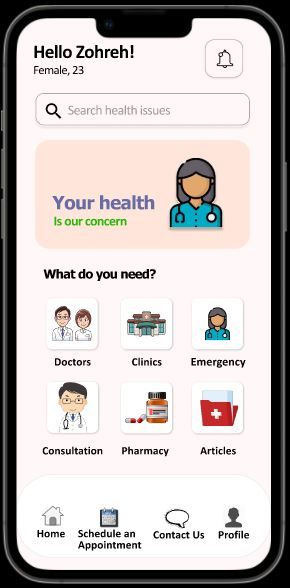 Hello Zohreh!
Female, 23
Search health issues
Your health
Is our concern
What do you need?
Doctors
Clinics
Emergency
Consultation
Pharmacy
Articles
Home
Schedule an
Appointment
Contact Us
Profile